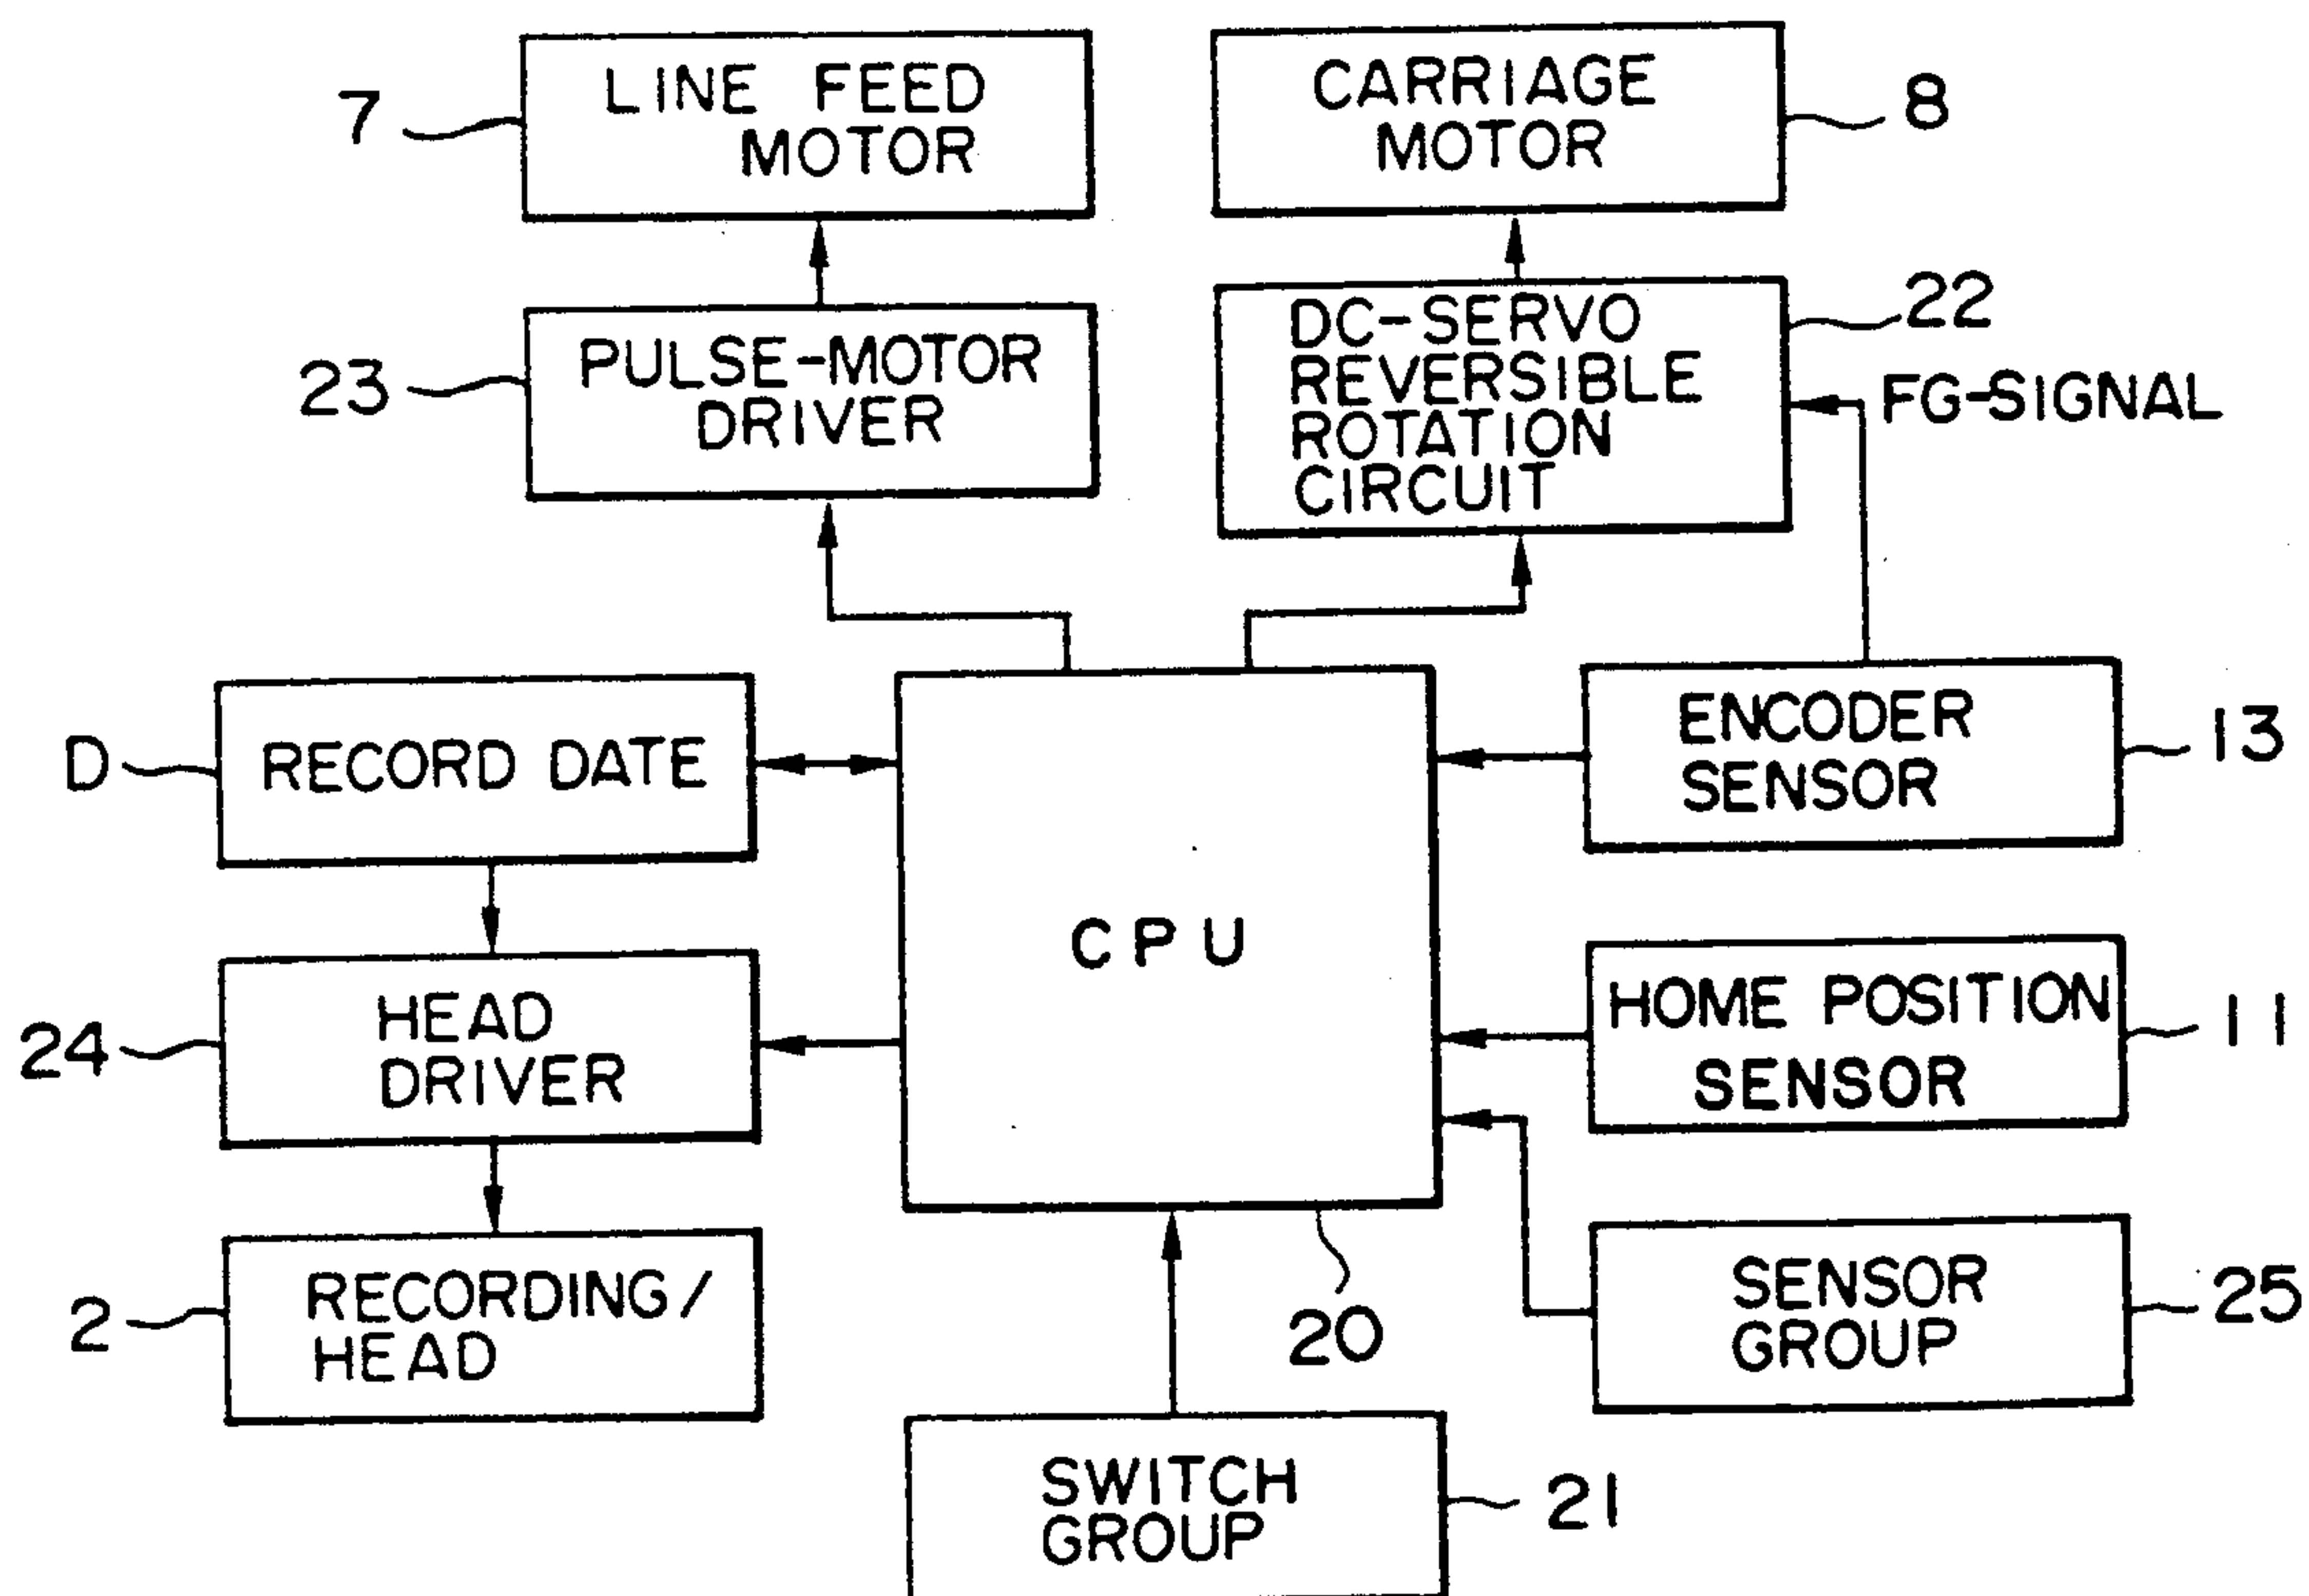 7
LINE FEED
MOTOR
CARRIAGE
MOTOR
8
23
PULSE-MOTOR
DRIVER
DC-SERVO
REVERSIBLE
ROTATION
CIRCUIT
22
FG-SIGNAL
D
RECORD DATE
CPU
ENCODER
SENSOR
13
24
HEAD
DRIVER
HOME POSITION
SENSOR
11
2
RECORDING/
HEAD
20
SENSOR
GROUP
25
SWITCH
GROUP
21